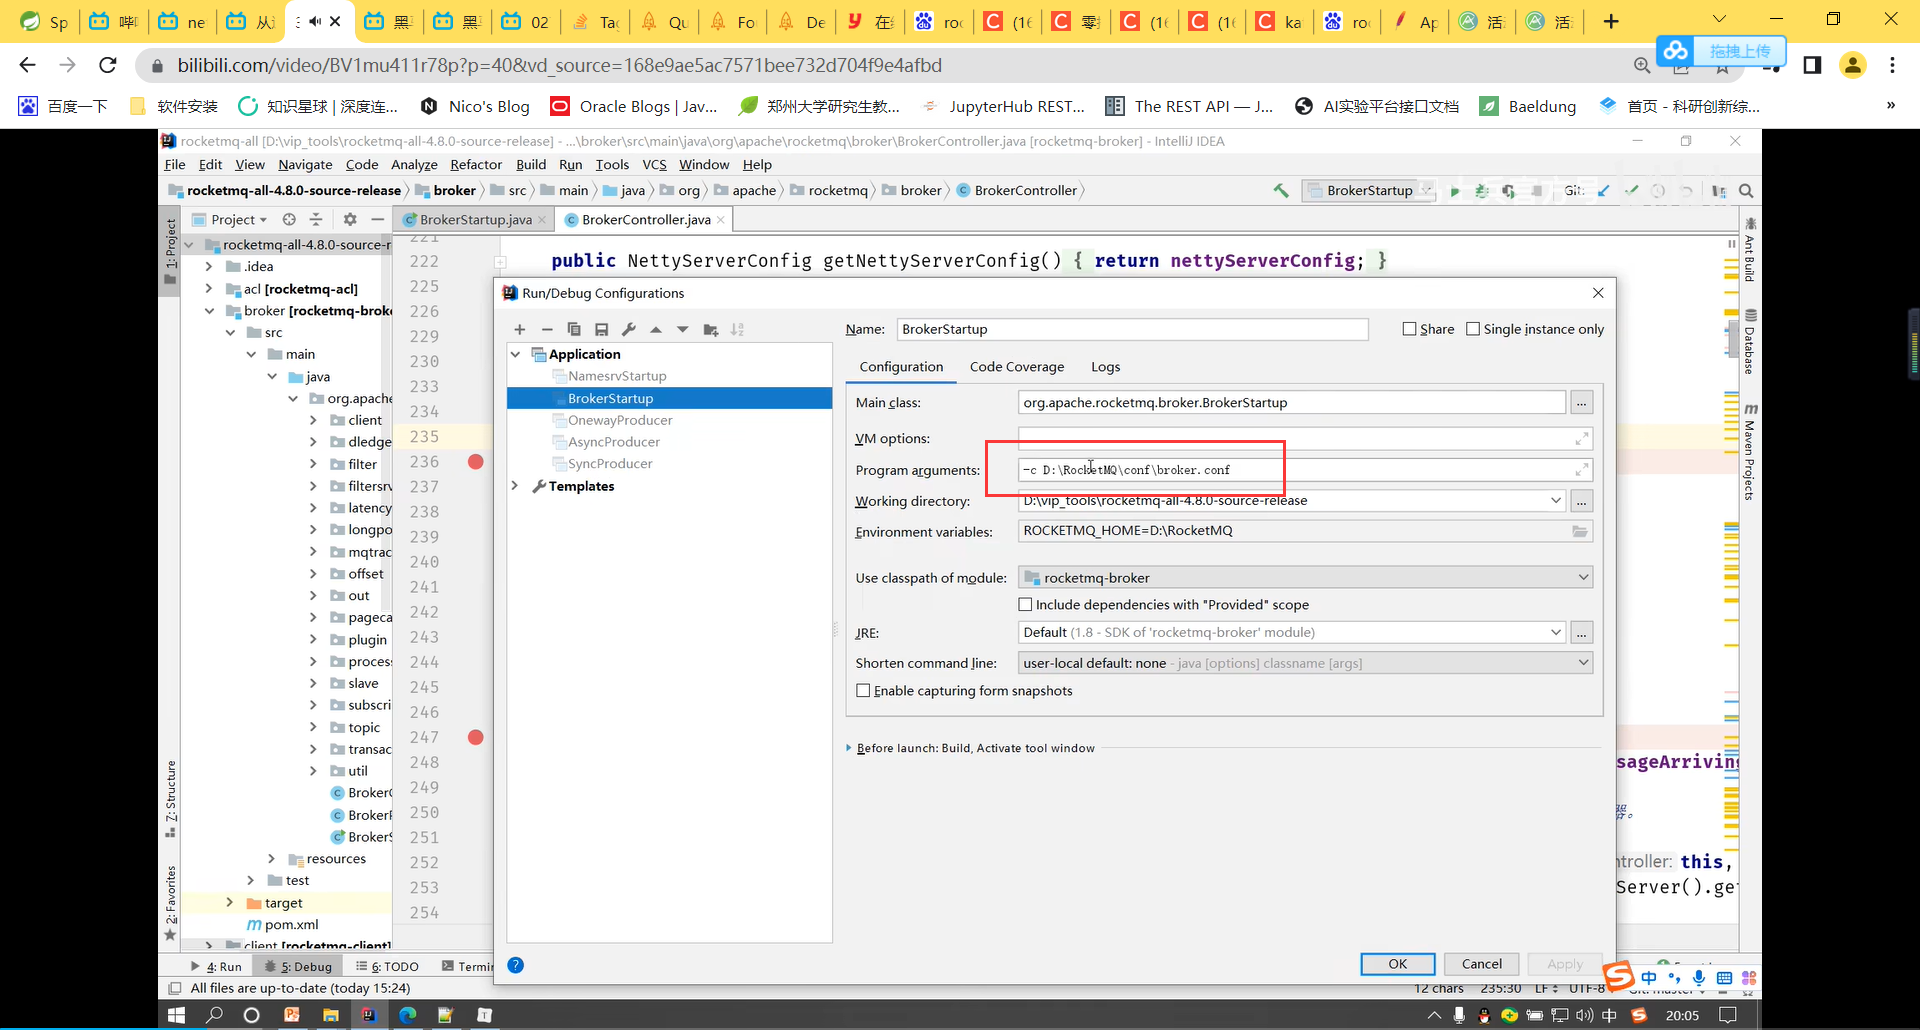 Sp
哔
ne
从
3
黑
黑
02
Ta
Qu
Fo
De
在
ro
(1
零
(1
(1
ka
ro
Ap
活
活
bilibili.com/video/BV1mu411r78p?p=40&vd_source=168e9ae5ac7571bee732d704f9e4afbd
拖拽上传
百度一下
软件安装
知识星球 | 深度连...
Nico's Blog
Oracle Blogs | Jav...
郑州大学研究生教...
JupyterHub REST...
The REST API — J...
AI实验平台接口文档
Baeldung
首页 - 科研创新综...
»
rocketmq-all [D:\vip_tools\rocketmq-all-4.8.0-source-release] - ...\broker\src\main\java\org\apache\rocketmq\broker\BrokerController.java [rocketmq-broker] - IntelliJ IDEA
File Edit View Navigate Code Analyze Refactor Build Run Tools VCS Window Help
rocketmq-all-4.8.0-source-release broker src main java org apache rocketmq broker BrokerController
BrokerStartup
Git:
Project
BrokerStartup.java
BrokerController.java
1: Project
rocketmq-all-4.8.0-source-r
.idea
acl [rocketmq-acl]
broker [rocketmq-broke
src
main
java
org.apache
client
dledge
filter
filtersrv
latency
longpo
mqtrac
offset
out
pageca
plugin
process
slave
subscri
topic
transac
util
Broker
Broker
BrokerS
resources
test
target
pom.xml
client [rocketmq-client]
Z: Structure
2: Favorites
221
222 public NettyServerConfig getNettyServerConfig() { return nettyServerConfig; }
225
226
229
230
233
234
235
236
237
238
239
240
241
242
243
244
245
246
247
248
249
250
251
252
253
254
Run/Debug Configurations
Name: BrokerStartup
Share
Single instance only
Application
NamesrvStartup
BrokerStartup
OnewayProducer
AsyncProducer
SyncProducer
Templates
Configuration
Code Coverage
Logs
Main class: org.apache.rocketmq.broker.BrokerStartup
VM options:
Program arguments: -c D:\RocketMQ\conf\broker.conf
Working directory: D:\vip_tools\rocketmq-all-4.8.0-source-release
Environment variables: ROCKETMQ_HOME=D:\RocketMQ
Use classpath of module: rocketmq-broker
Include dependencies with "Provided" scope
JRE: Default (1.8 - SDK of 'rocketmq-broker' module)
Shorten command line: user-local default: none - java [options] classname [args]
Enable capturing form snapshots
Before launch: Build, Activate tool window
OK
Cancel
Apply
sageArriving
器。
ntroller: this,
Server().ge
Ant Build
Database
Maven Projects
4: Run
5: Debug
6: TODO
Termin
All files are up-to-date (today 15:24)
12 chars 235:30 LF UTF-8
中
中
20:05